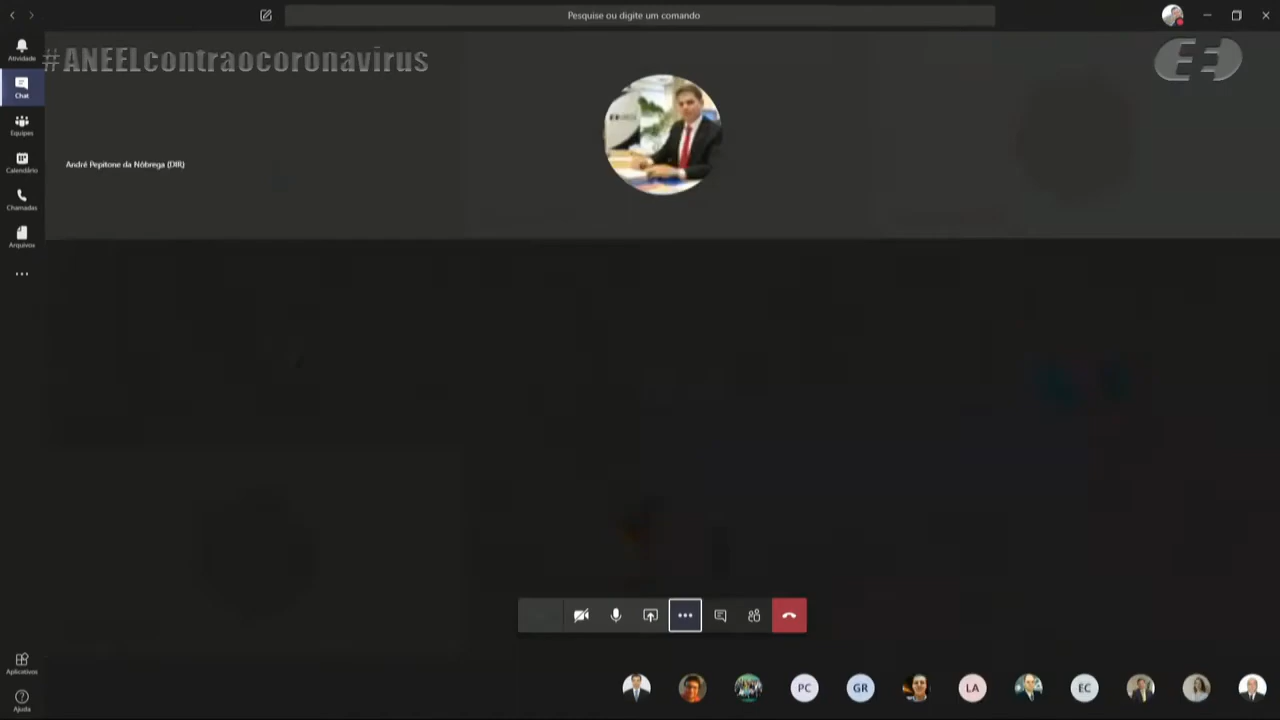 Pesquise ou digite um comando
#ANEELcontraocoronavírus
Atividade
Chat
Equipes
Calendário
Chamadas
Arquivos
André Pepitone da Nóbrega (DIR)
Aplicativos
Ajuda
PC
GR
LA
EC